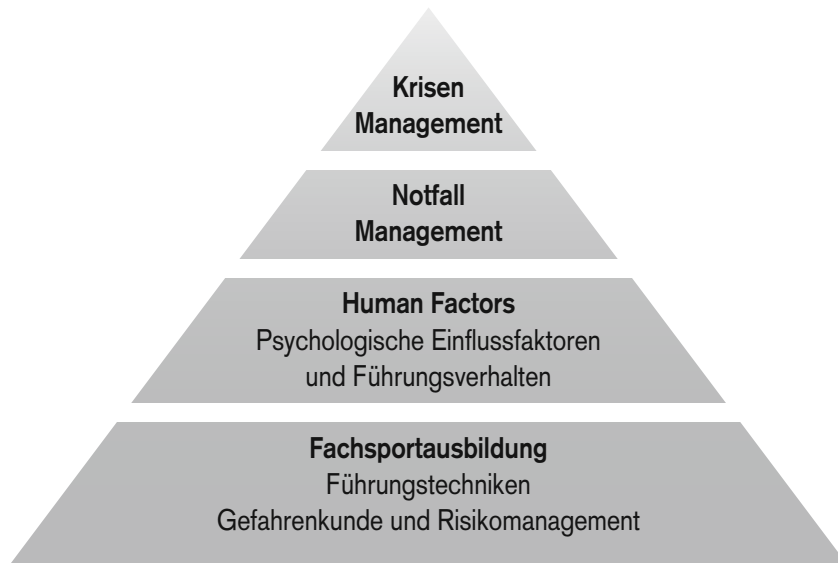 Krisen
Management
Notfall
Management
Human Factors
Psychologische Einflussfaktoren
und Führungsverhalten
Fachsportausbildung
Führungstechniken
Gefahrenkunde und Risikomanagement